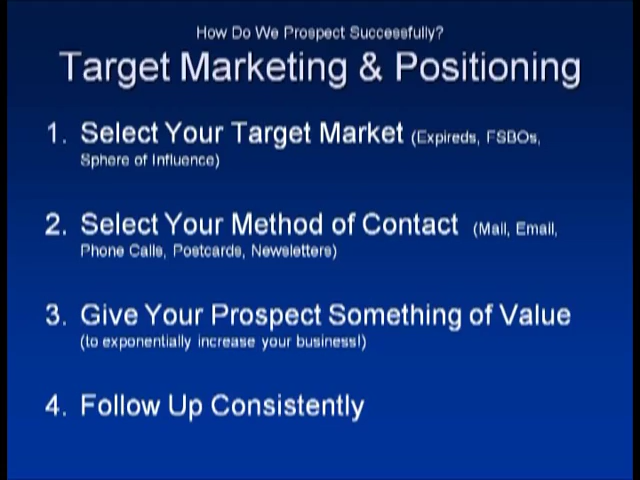 How Do We Prospect Successfully?
Target Marketing & Positioning
1. Select Your Target Market (Expireds, FSBOs,
Sphere of Influence)
2. Select Your Method of Contact (Mail, Email,
Phone Calls, Postcards, Newsletters)
3. Give Your Prospect Something of Value
(to exponentially increase your business!)
4. Follow Up Consistently